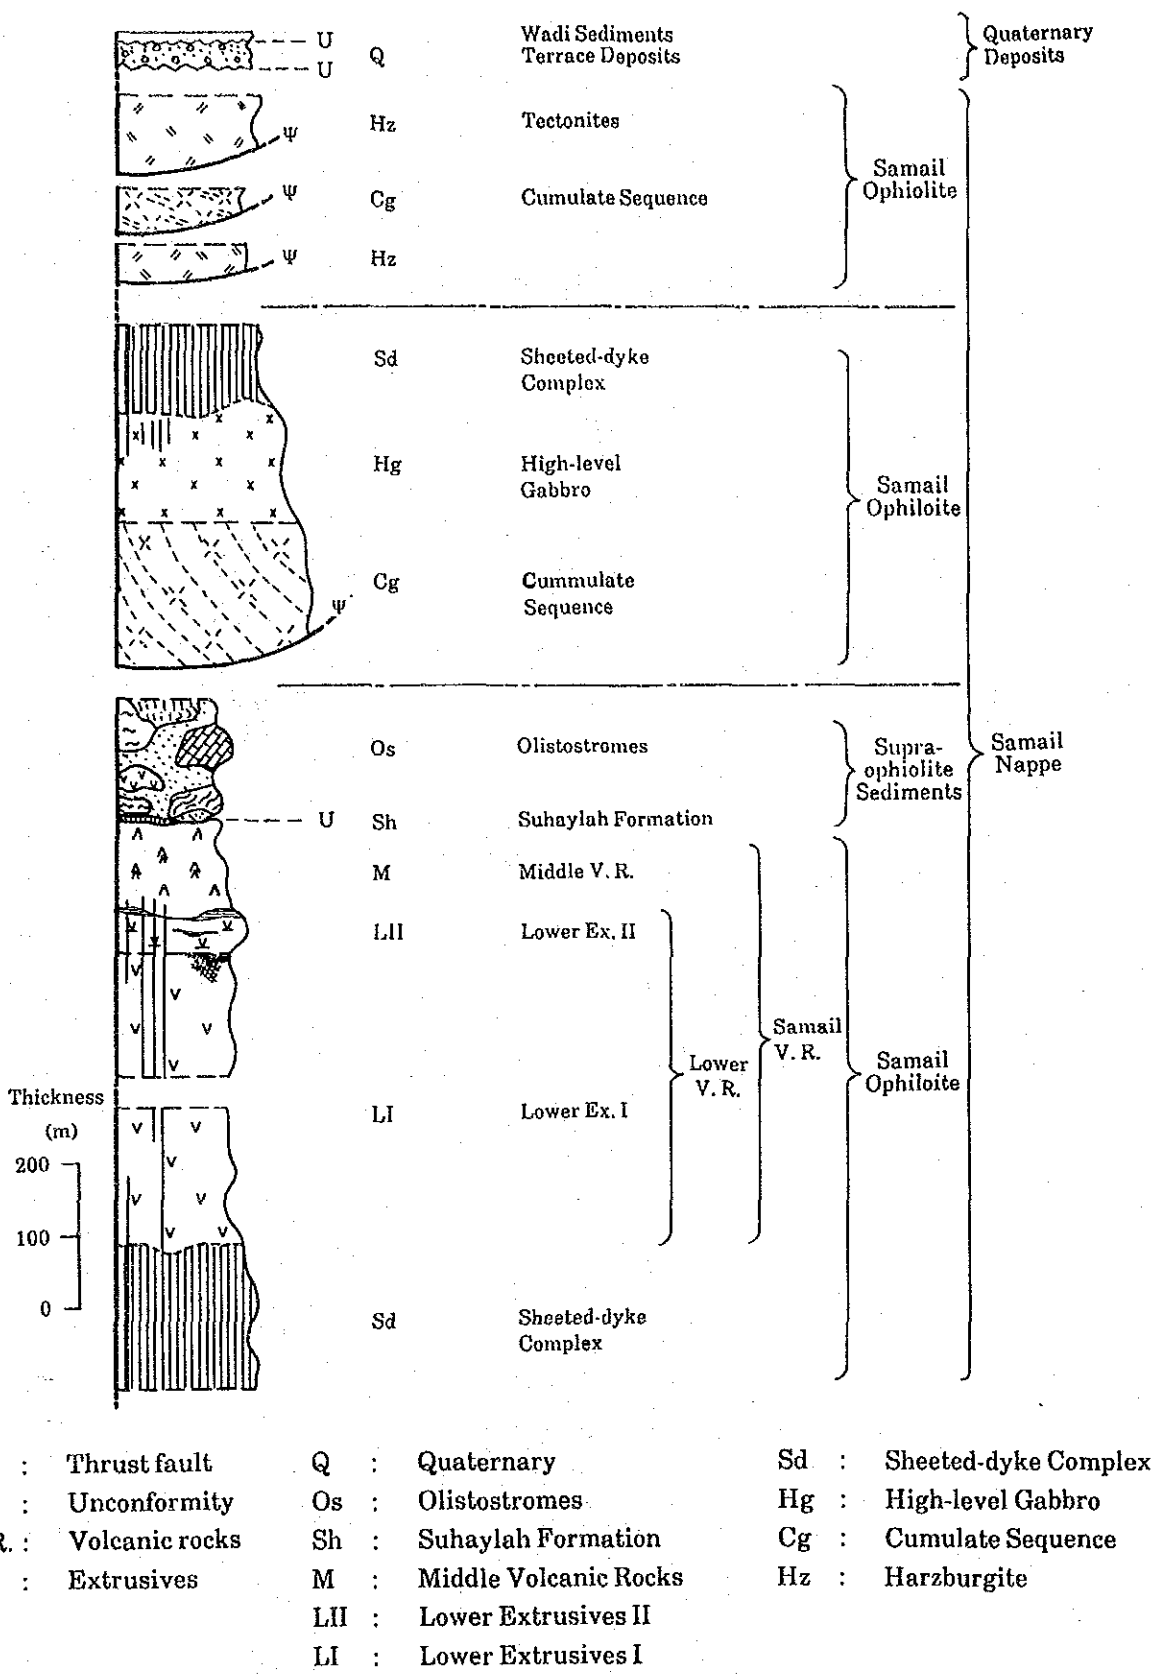 U
Wadi Sediments
Q
Terrace Deposits
U
Quaternary
Deposits
Hz
Tectonites
Ψ
Cg
Cumulate Sequence
Ψ
Hz
Ψ
Samail
Ophiolite
Sd
Sheeted-dyke
Complex
Hg
High-level
Gabbro
Cg
Cummulate
Sequence
Ψ
Samail
Ophiloite
Os
Olistostromes
Supra-
ophiolite
Sediments
Samail
Nappe
U
Sh
Suhaylah Formation
M
Middle V. R.
LII
Lower Ex. II
LI
Lower Ex. I
Lower
V. R.
Samail
V. R.
Samail
Ophiloite
Thickness
(m)
200
100
0
Sd
Sheeted-dyke
Complex
: Thrust fault
: Unconformity
R. : Volcanic rocks
: Extrusives
Q : Quaternary
Os : Olistostromes
Sh : Suhaylah Formation
M : Middle Volcanic Rocks
LII : Lower Extrusives II
LI : Lower Extrusives I
Sd : Sheeted-dyke Complex
Hg : High-level Gabbro
Cg : Cumulate Sequence
Hz : Harzburgite